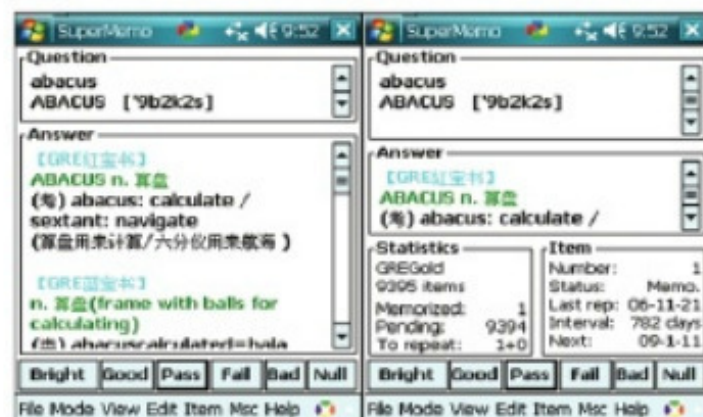 SuperMemo 9:52
Question
abacus
ABACUS ['9b2k2s]
Answer
【GRE红宝书】
ABACUS n. 算盘
(类) abacus: calculate /
sextant: navigate
(算盘用来计算/六分仪用来航海 )
【GRE蓝宝书】
n. 算盘(frame with balls for
calculating)
Bright Good Pass Fail Bad Null
File Mode View Edit Item Msc Help
SuperMemo 9:52
Question
abacus
ABACUS ['9b2k2s]
Answer
【GRE红宝书】
ABACUS n. 算盘
abacus: calculate /
Statistics
GREGold
9395 items
Memorized: 1
Pending: 9394
To repeat: 1+0
Item
Number: 1
Status: Memo.
Last rep: 06-11-21
Interval: 782 days
Next: 09-1-11
Bright Good Pass Fail Bad Null
File Mode View Edit Item Msc Help